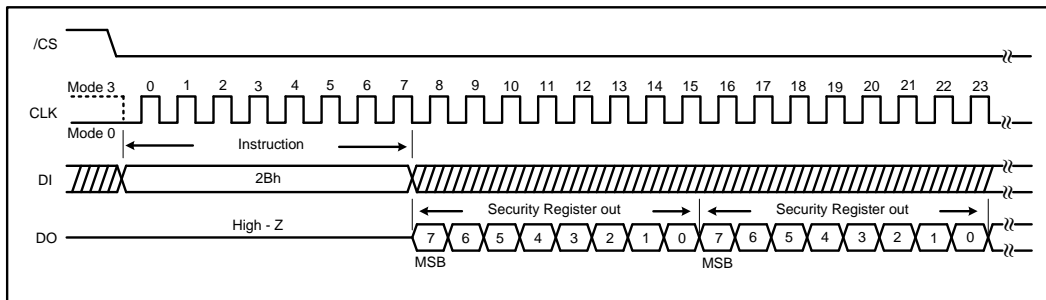 /CS
Mode 3 0 1 2 3 4 5 6 7 8 9 10 11 12 13 14 15 16 17 18 19 20 21 22 23
CLK
Mode 0
Instruction
DI 2Bh
Security Register out Security Register out
DO High - Z 7 6 5 4 3 2 1 0 7 6 5 4 3 2 1 0
MSB MSB